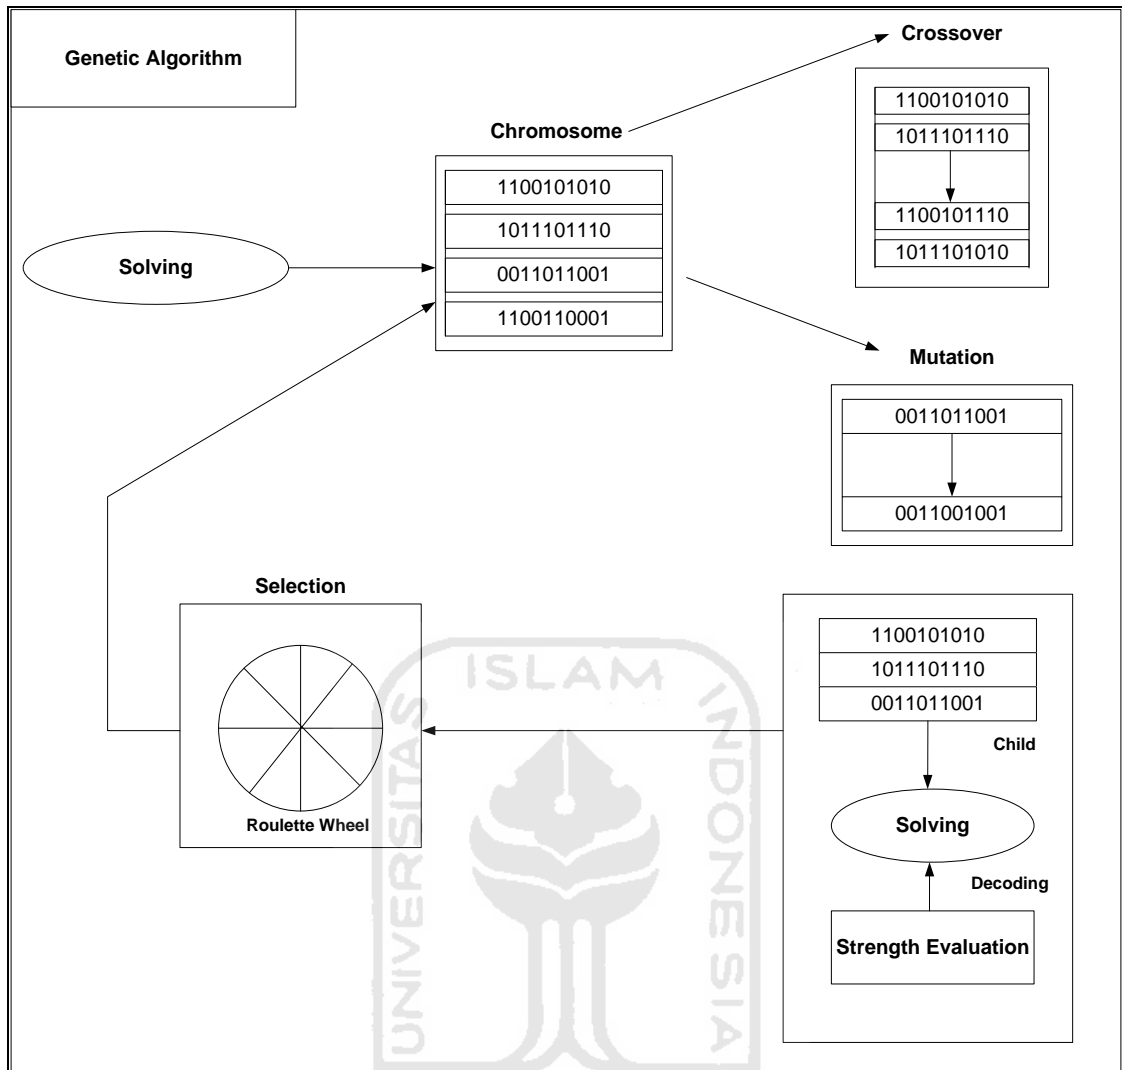 Genetic Algorithm
Crossover
1100101010
1011101110
1100101110
1011101010
Chromosome
1100101010
1011101110
0011011001
1100110001
Solving
Mutation
0011011001
0011001001
Selection
Roulette Wheel
1100101010
1011101110
0011011001
Child
Solving
Decoding
Strength Evaluation
UNIVERSITAS
ISLAM
INDONESIA